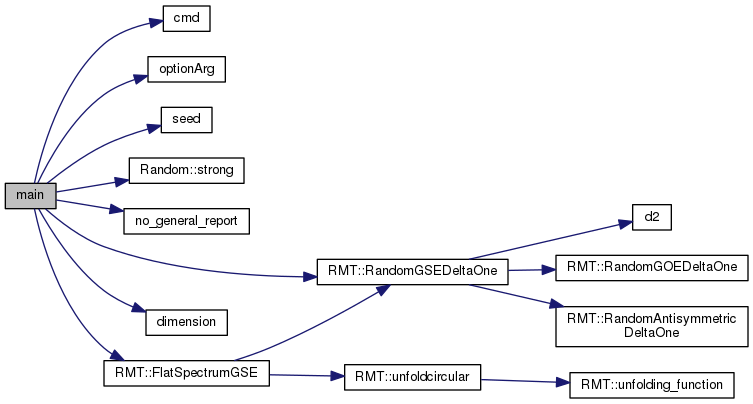 cmd
optionArg
seed
Random::strong
main
no_general_report
d2
RMT::RandomGSEDeltaOne
RMT::RandomGOEDeltaOne
dimension
RMT::RandomAntisymmetric
DeltaOne
RMT::FlatSpectrumGSE
RMT::unfoldcircular
RMT::unfolding_function